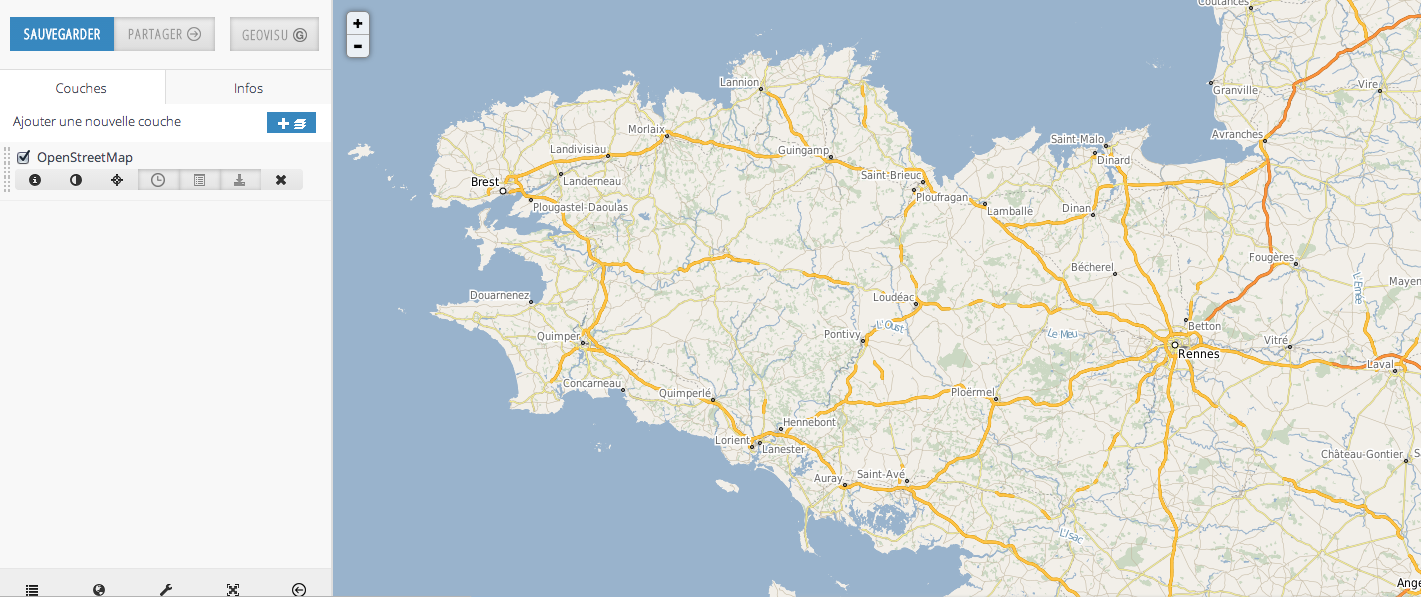 SAUVEGARDER
PARTAGER
GEOVISU G
Couches
Infos
Ajouter une nouvelle couche
OpenStreetMap
+
-
Coutances
Granville
Vire
Avranches
Lannion
Morlaix
Landivisiau
Guingamp
Saint-Malo
Dinard
Brest
Landerneau
Saint-Brieuc
Ploufragan
Plougastel-Daoulas
Lamballe
Dinan
Fougères
Bécherel
L'Ernée
Mayen
Douarnenez
Loudéac
Quimper
Pontivy
L'Oust
Le Meu
Betton
Rennes
Vitré
Laval
Concarneau
Quimperlé
Ploërmel
Hennebont
Lorient
Lanester
Château-Gontier
S
Auray
Saint-Avé
L'Isac
Ange